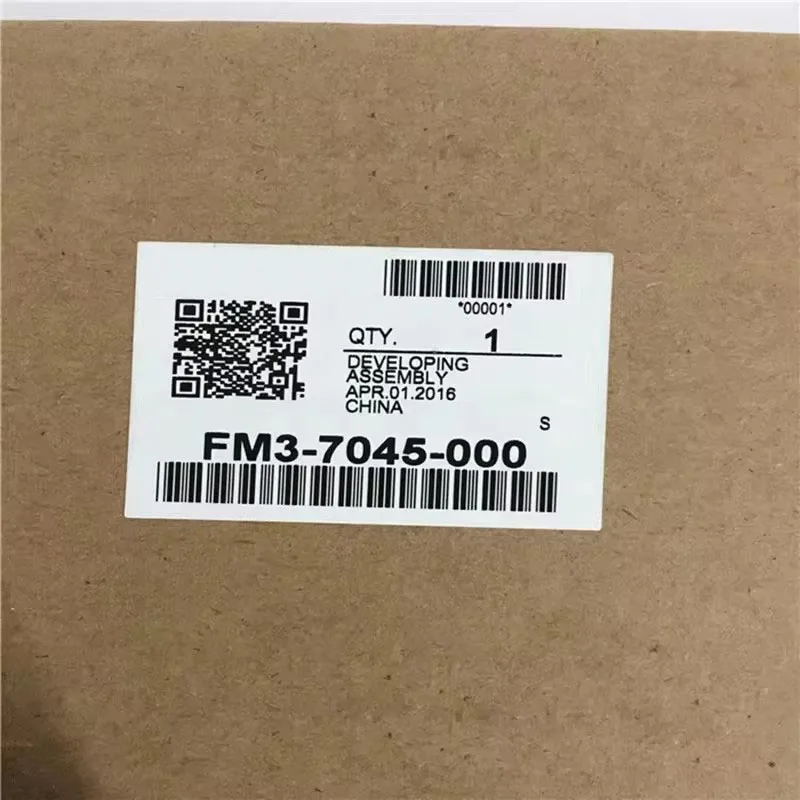 *00001*
QTY. 1
DEVELOPING
ASSEMBLY
APR.01.2016
CHINA
S
FM3-7045-000